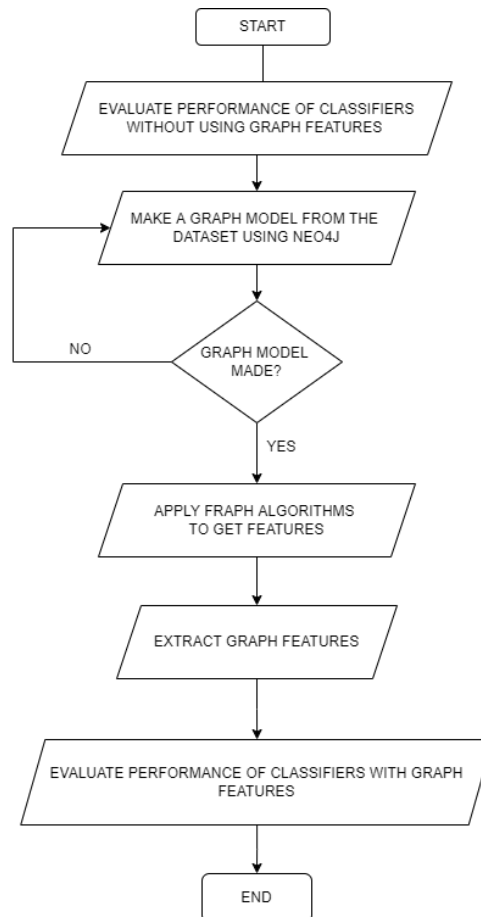 START
EVALUATE PERFORMANCE OF CLASSIFIERS
WITHOUT USING GRAPH FEATURES
MAKE A GRAPH MODEL FROM THE
DATASET USING NEO4J
NO
GRAPH MODEL
MADE?
YES
APPLY FRAPH ALGORITHMS
TO GET FEATURES
EXTRACT GRAPH FEATURES
EVALUATE PERFORMANCE OF CLASSIFIERS WITH GRAPH
FEATURES
END